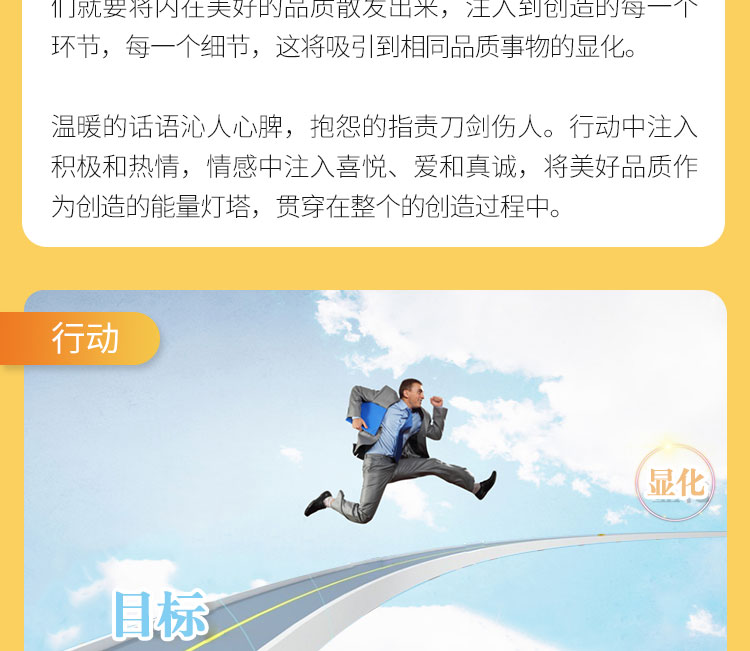 们就要将内在美好的品质散发出来，注入到创造的每一个
环节，每一个细节，这将吸引到相同品质事物的显化。
温暖的话语沁人心脾，抱怨的指责刀剑伤人。行动中注入
积极和热情，情感中注入喜悦、爱和真诚，将美好品质作
为创造的能量灯塔，贯穿在整个的创造过程中。
行动
显化
目标